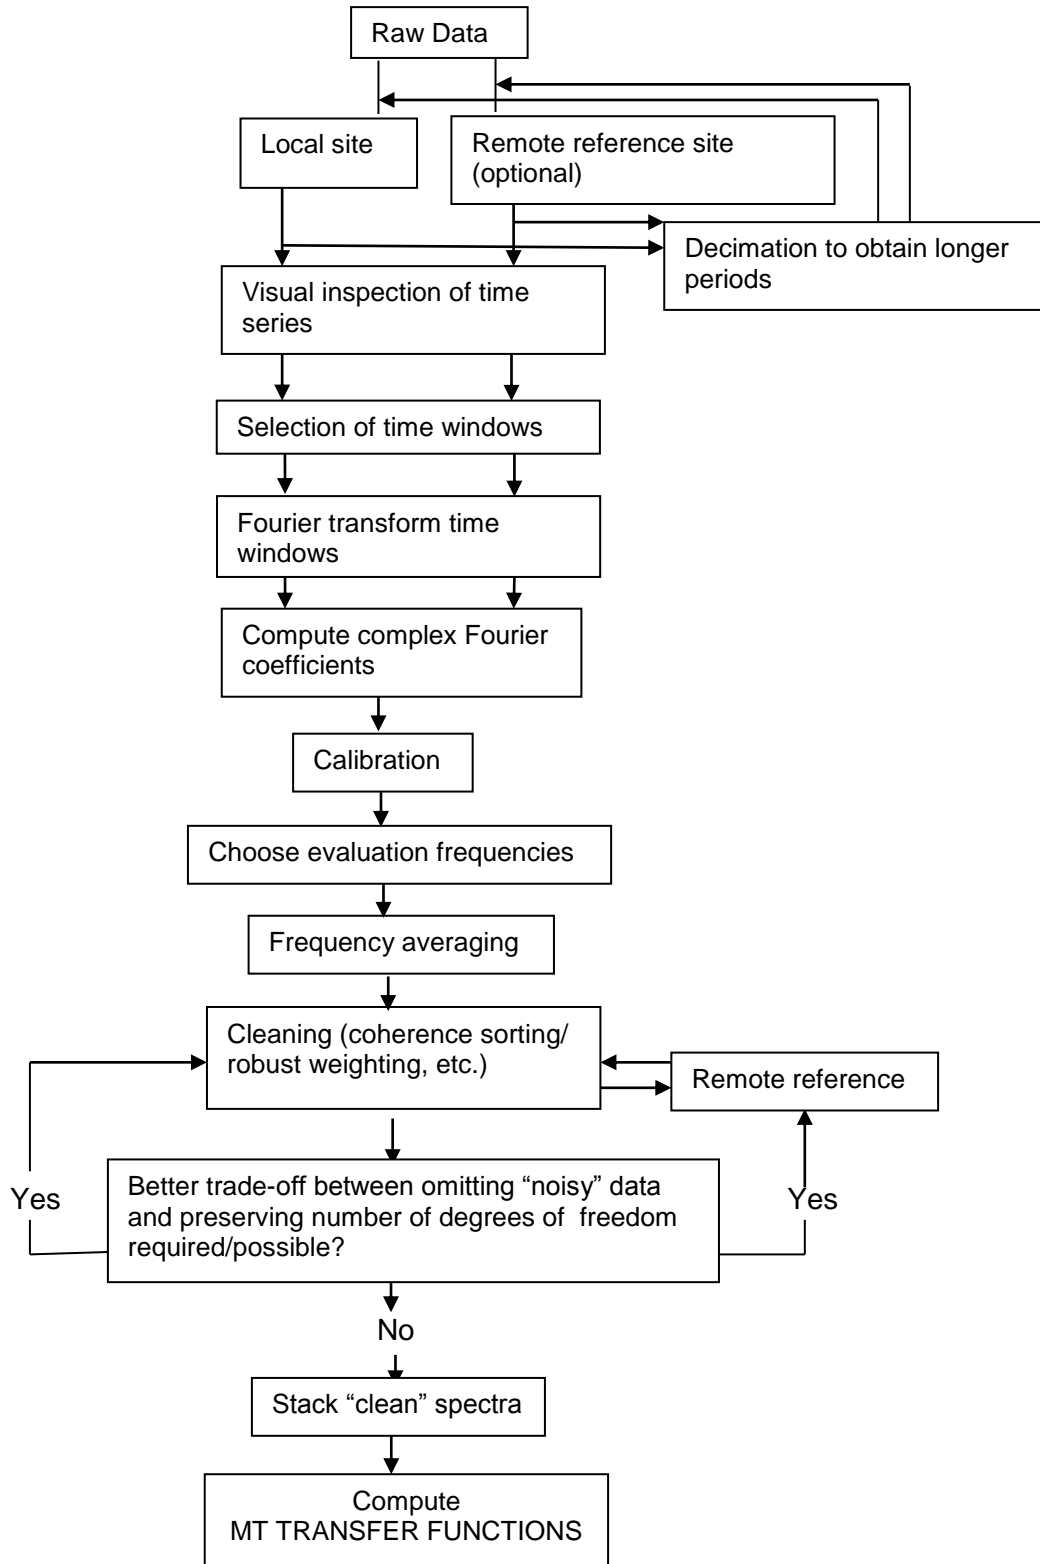 Raw Data
Local site
Remote reference site
(optional)
Decimation to obtain longer
periods
Visual inspection of time
series
Selection of time windows
Fourier transform time
windows
Compute complex Fourier
coefficients
Calibration
Choose evaluation frequencies
Frequency averaging
Cleaning (coherence sorting/
robust weighting, etc.)
Remote reference
Yes
Better trade-off between omitting “noisy” data
and preserving number of degrees of freedom
required/possible?
Yes
No
Stack “clean” spectra
Compute
MT TRANSFER FUNCTIONS